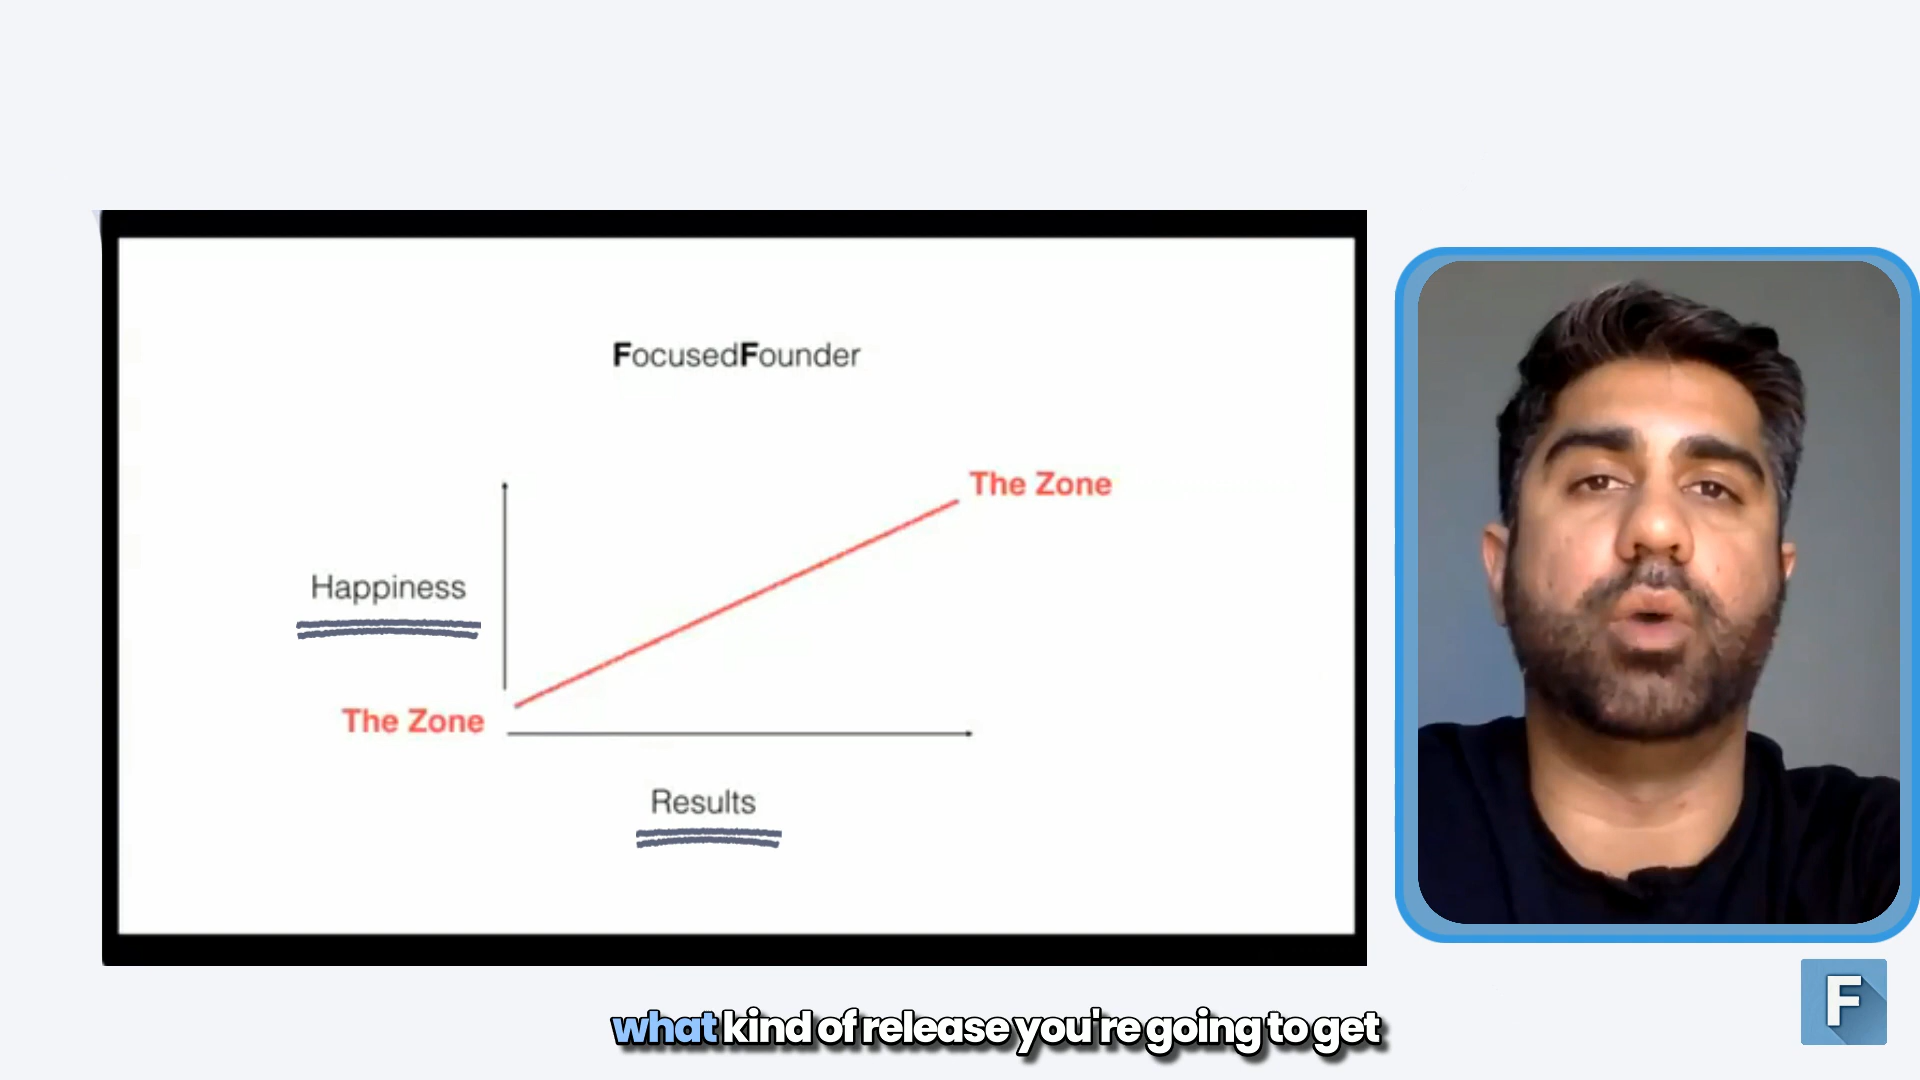 FocusedFounder
The Zone
Happiness
The Zone
Results
F
what kind of release you're going to get